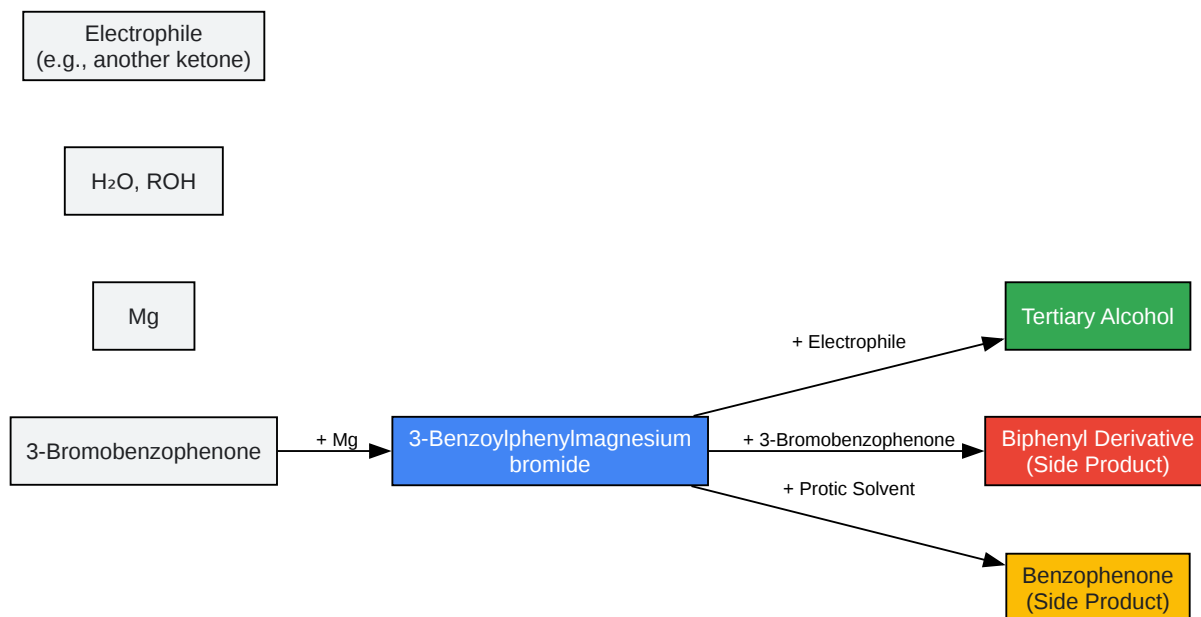 Electrophile
(e.g., another ketone)
H₂O, ROH
Mg
Tertiary Alcohol
+ Electrophile
3-Bromobenzophenone
+ Mg
3-Benzoylphenylmagnesium
bromide
+ 3-Bromobenzophenone
Biphenyl Derivative
(Side Product)
+ Protic Solvent
Benzophenone
(Side Product)